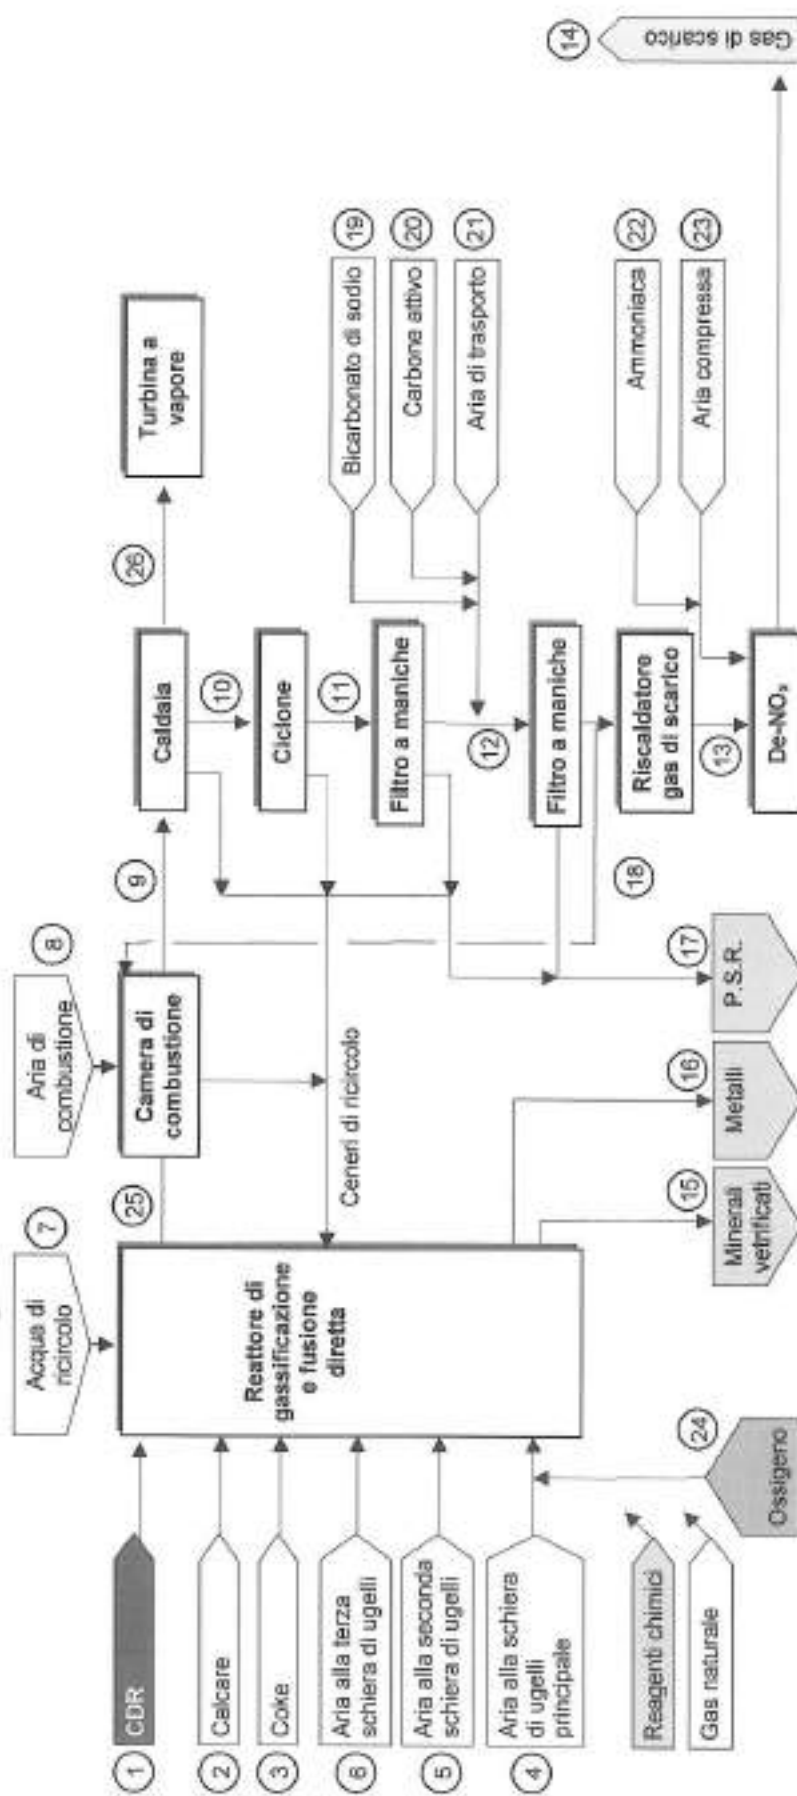 7
Acqua di
ricircolo
8
Aria di
combustione
1
CDR
2
Calcare
3
Coke
6
Aria alla terza
schiera di ugelli
5
Aria alla seconda
schiera di ugelli
4
Aria alla schiera
di ugelli
principale
Reagenti chimici
Gas naturale
24
Ossigeno
Reattore di
gassificazione
e fusione
diretta
25
Camera di
combustione
Ceneri di ricircolo
9
Caldaia
26
Turbina a
vapore
10
Ciclone
11
Filtro a maniche
12
Filtro a maniche
18
Riscaldatore
gas di scarico
13
De-NOx
19
Bicarbonato di sodio
20
Carbone attivo
21
Aria di trasporto
22
Ammoniaca
23
Aria compressa
14
Gas di scarico
15
Minerali
vetrificati
16
Metalli
17
P.S.R.